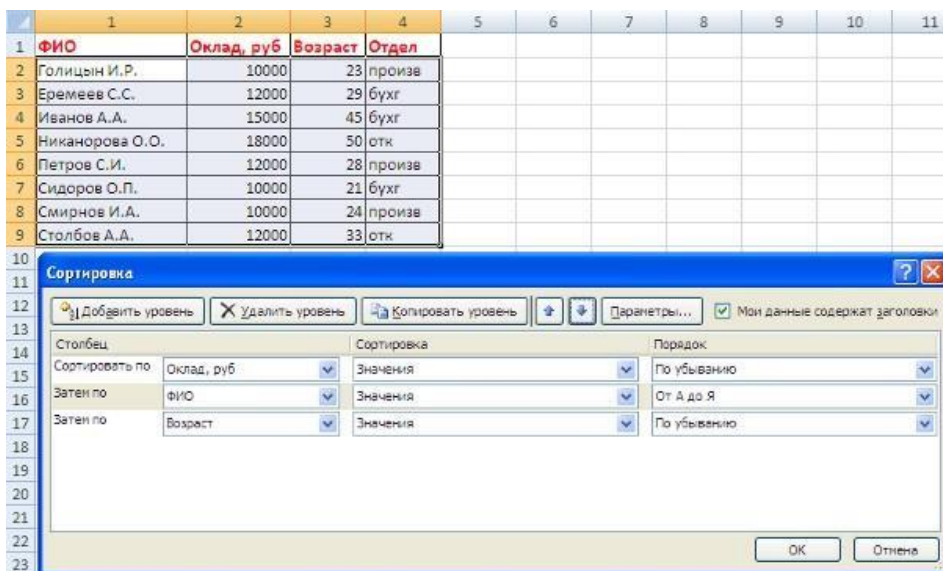 1 2 3 4 5 6 7 8 9 10 11
1 ФИО Оклад, руб Возраст Отдел
2 Голицын И.Р. 10000 23 произв
3 Еремеев С.С. 12000 29 бухг
4 Иванов А.А. 15000 45 бухг
5 Никанорова О.О. 18000 50 отк
6 Петров С.И. 12000 28 произв
7 Сидоров О.П. 10000 21 бухг
8 Смирнов И.А. 10000 24 произв
9 Столбов А.А. 12000 33 отк
10
11 Сортировка
12 Добавить уровень Удалить уровень Копировать уровень Параметры... Мои данные содержат заголовки
13
14 Столбец Сортировка Порядок
15 Сортировать по Оклад, руб Значения По убыванию
16 Затем по ФИО Значения От А до Я
17 Затем по Возраст Значения По убыванию
18
19
20
21
22 OK Отмена
23